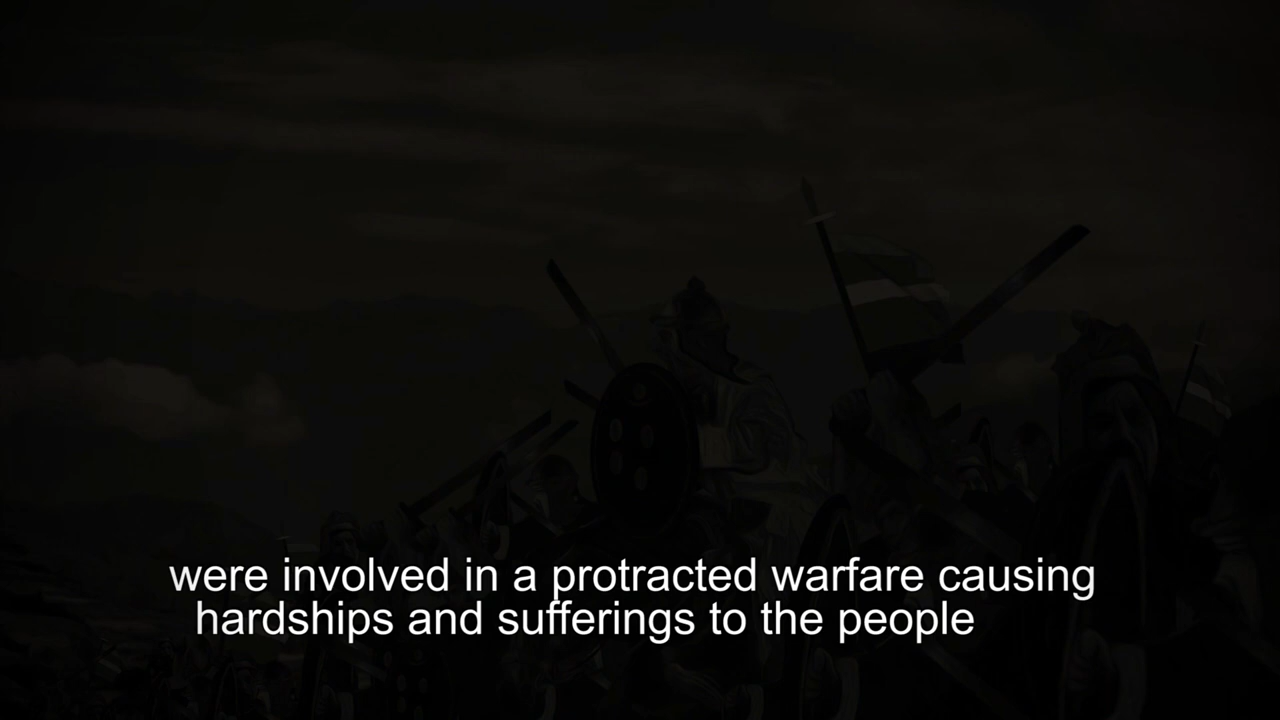 were involved in a protracted warfare causing
hardships and sufferings to the people